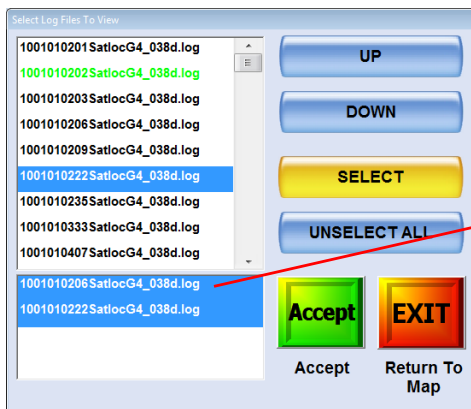 Select Log Files To View
1001010201SatlocG4_038d.log
1001010202SatlocG4_038d.log
1001010203SatlocG4_038d.log
1001010206SatlocG4_038d.log
1001010209SatlocG4_038d.log
1001010222SatlocG4_038d.log
1001010235SatlocG4_038d.log
1001010333SatlocG4_038d.log
1001010407SatlocG4_038d.log
1001010206SatlocG4_038d.log
1001010222SatlocG4_038d.log
UP
DOWN
SELECT
UNSELECT ALL
Accept
EXIT
Accept
Return To
Map